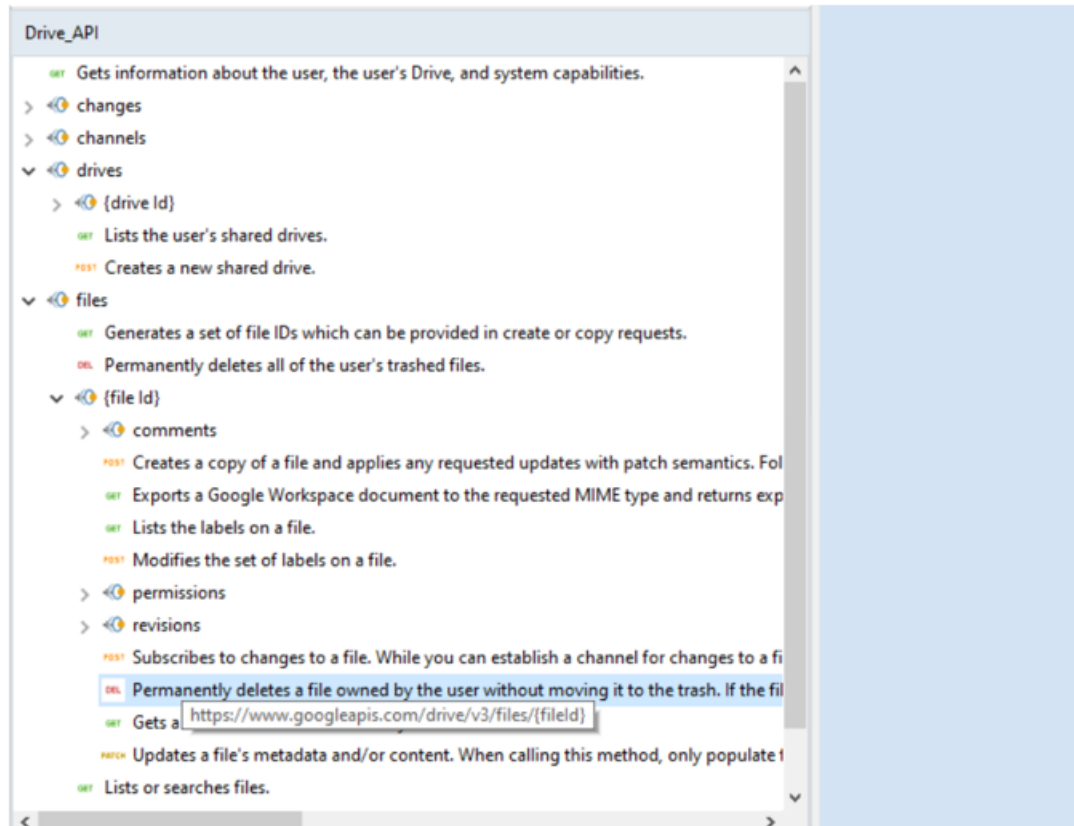 Drive_API
GET Gets information about the user, the user's Drive, and system capabilities.
changes
channels
drives
{drive Id}
GET Lists the user's shared drives.
POST Creates a new shared drive.
files
GET Generates a set of file IDs which can be provided in create or copy requests.
DEL Permanently deletes all of the user's trashed files.
{file Id}
comments
POST Creates a copy of a file and applies any requested updates with patch semantics. Fol
GET Exports a Google Workspace document to the requested MIME type and returns exp
GET Lists the labels on a file.
POST Modifies the set of labels on a file.
permissions
revisions
POST Subscribes to changes to a file. While you can establish a channel for changes to a fi
DEL Permanently deletes a file owned by the user without moving it to the trash. If the fil
https://www.googleapis.com/drive/v3/files/{fileId}
GET Gets a
PATCH Updates a file's metadata and/or content. When calling this method, only populate f
GET Lists or searches files.